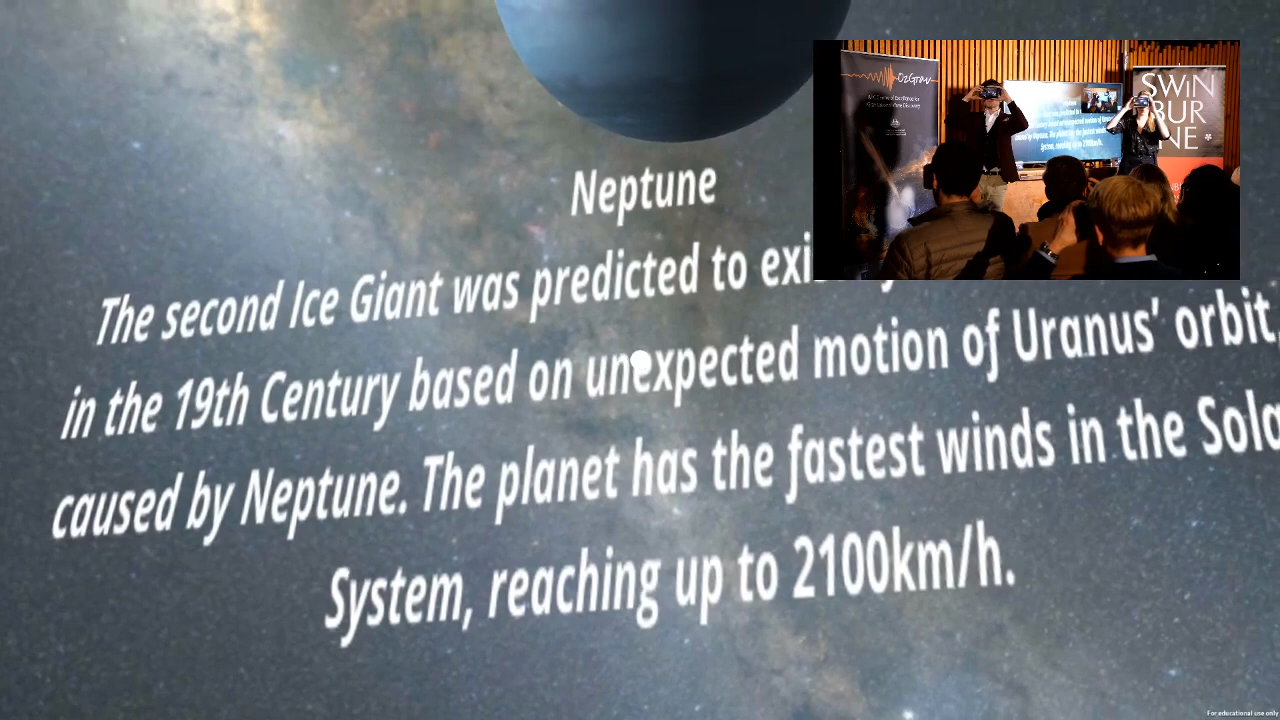 Neptune
The second Ice Giant was predicted to exi
in the 19th Century based on unexpected motion of Uranus’ orbit,
caused by Neptune. The planet has the fastest winds in the Sola
System, reaching up to 2100km/h.
OzGrav
SWIN
BUR
NE
For educational use only